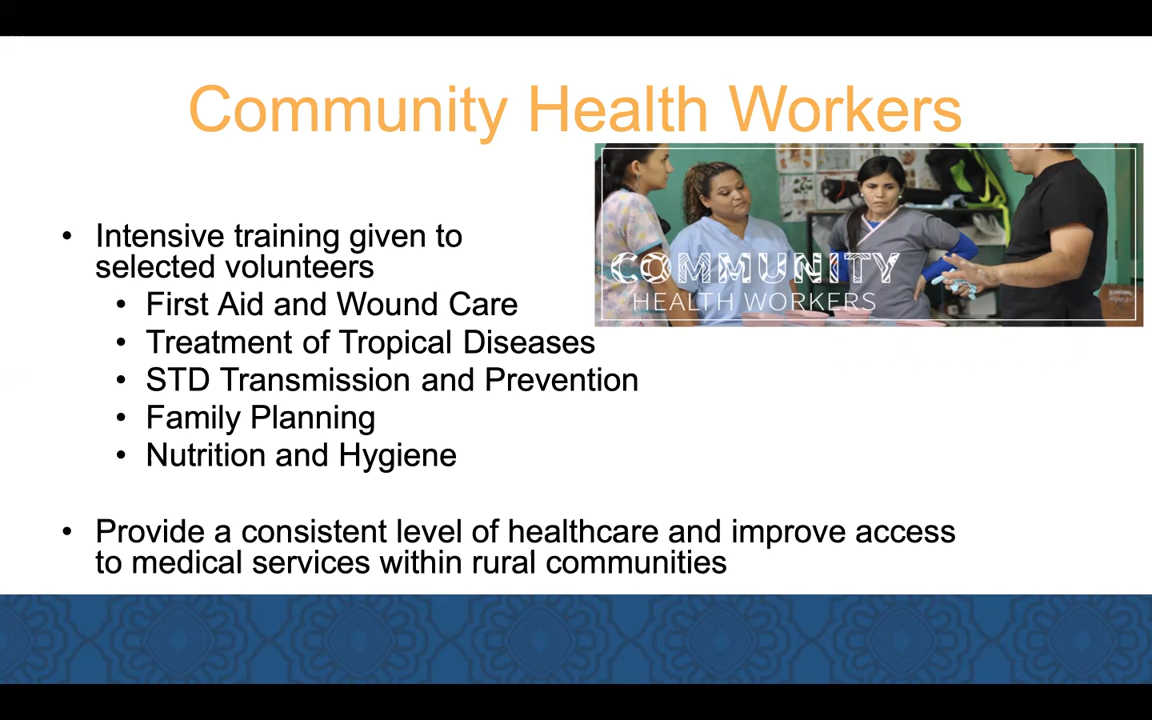 Community Health Workers
COMMUNITY
HEALTH WORKERS
• Intensive training given to
selected volunteers
• First Aid and Wound Care
• Treatment of Tropical Diseases
• STD Transmission and Prevention
• Family Planning
• Nutrition and Hygiene
• Provide a consistent level of healthcare and improve access
to medical services within rural communities